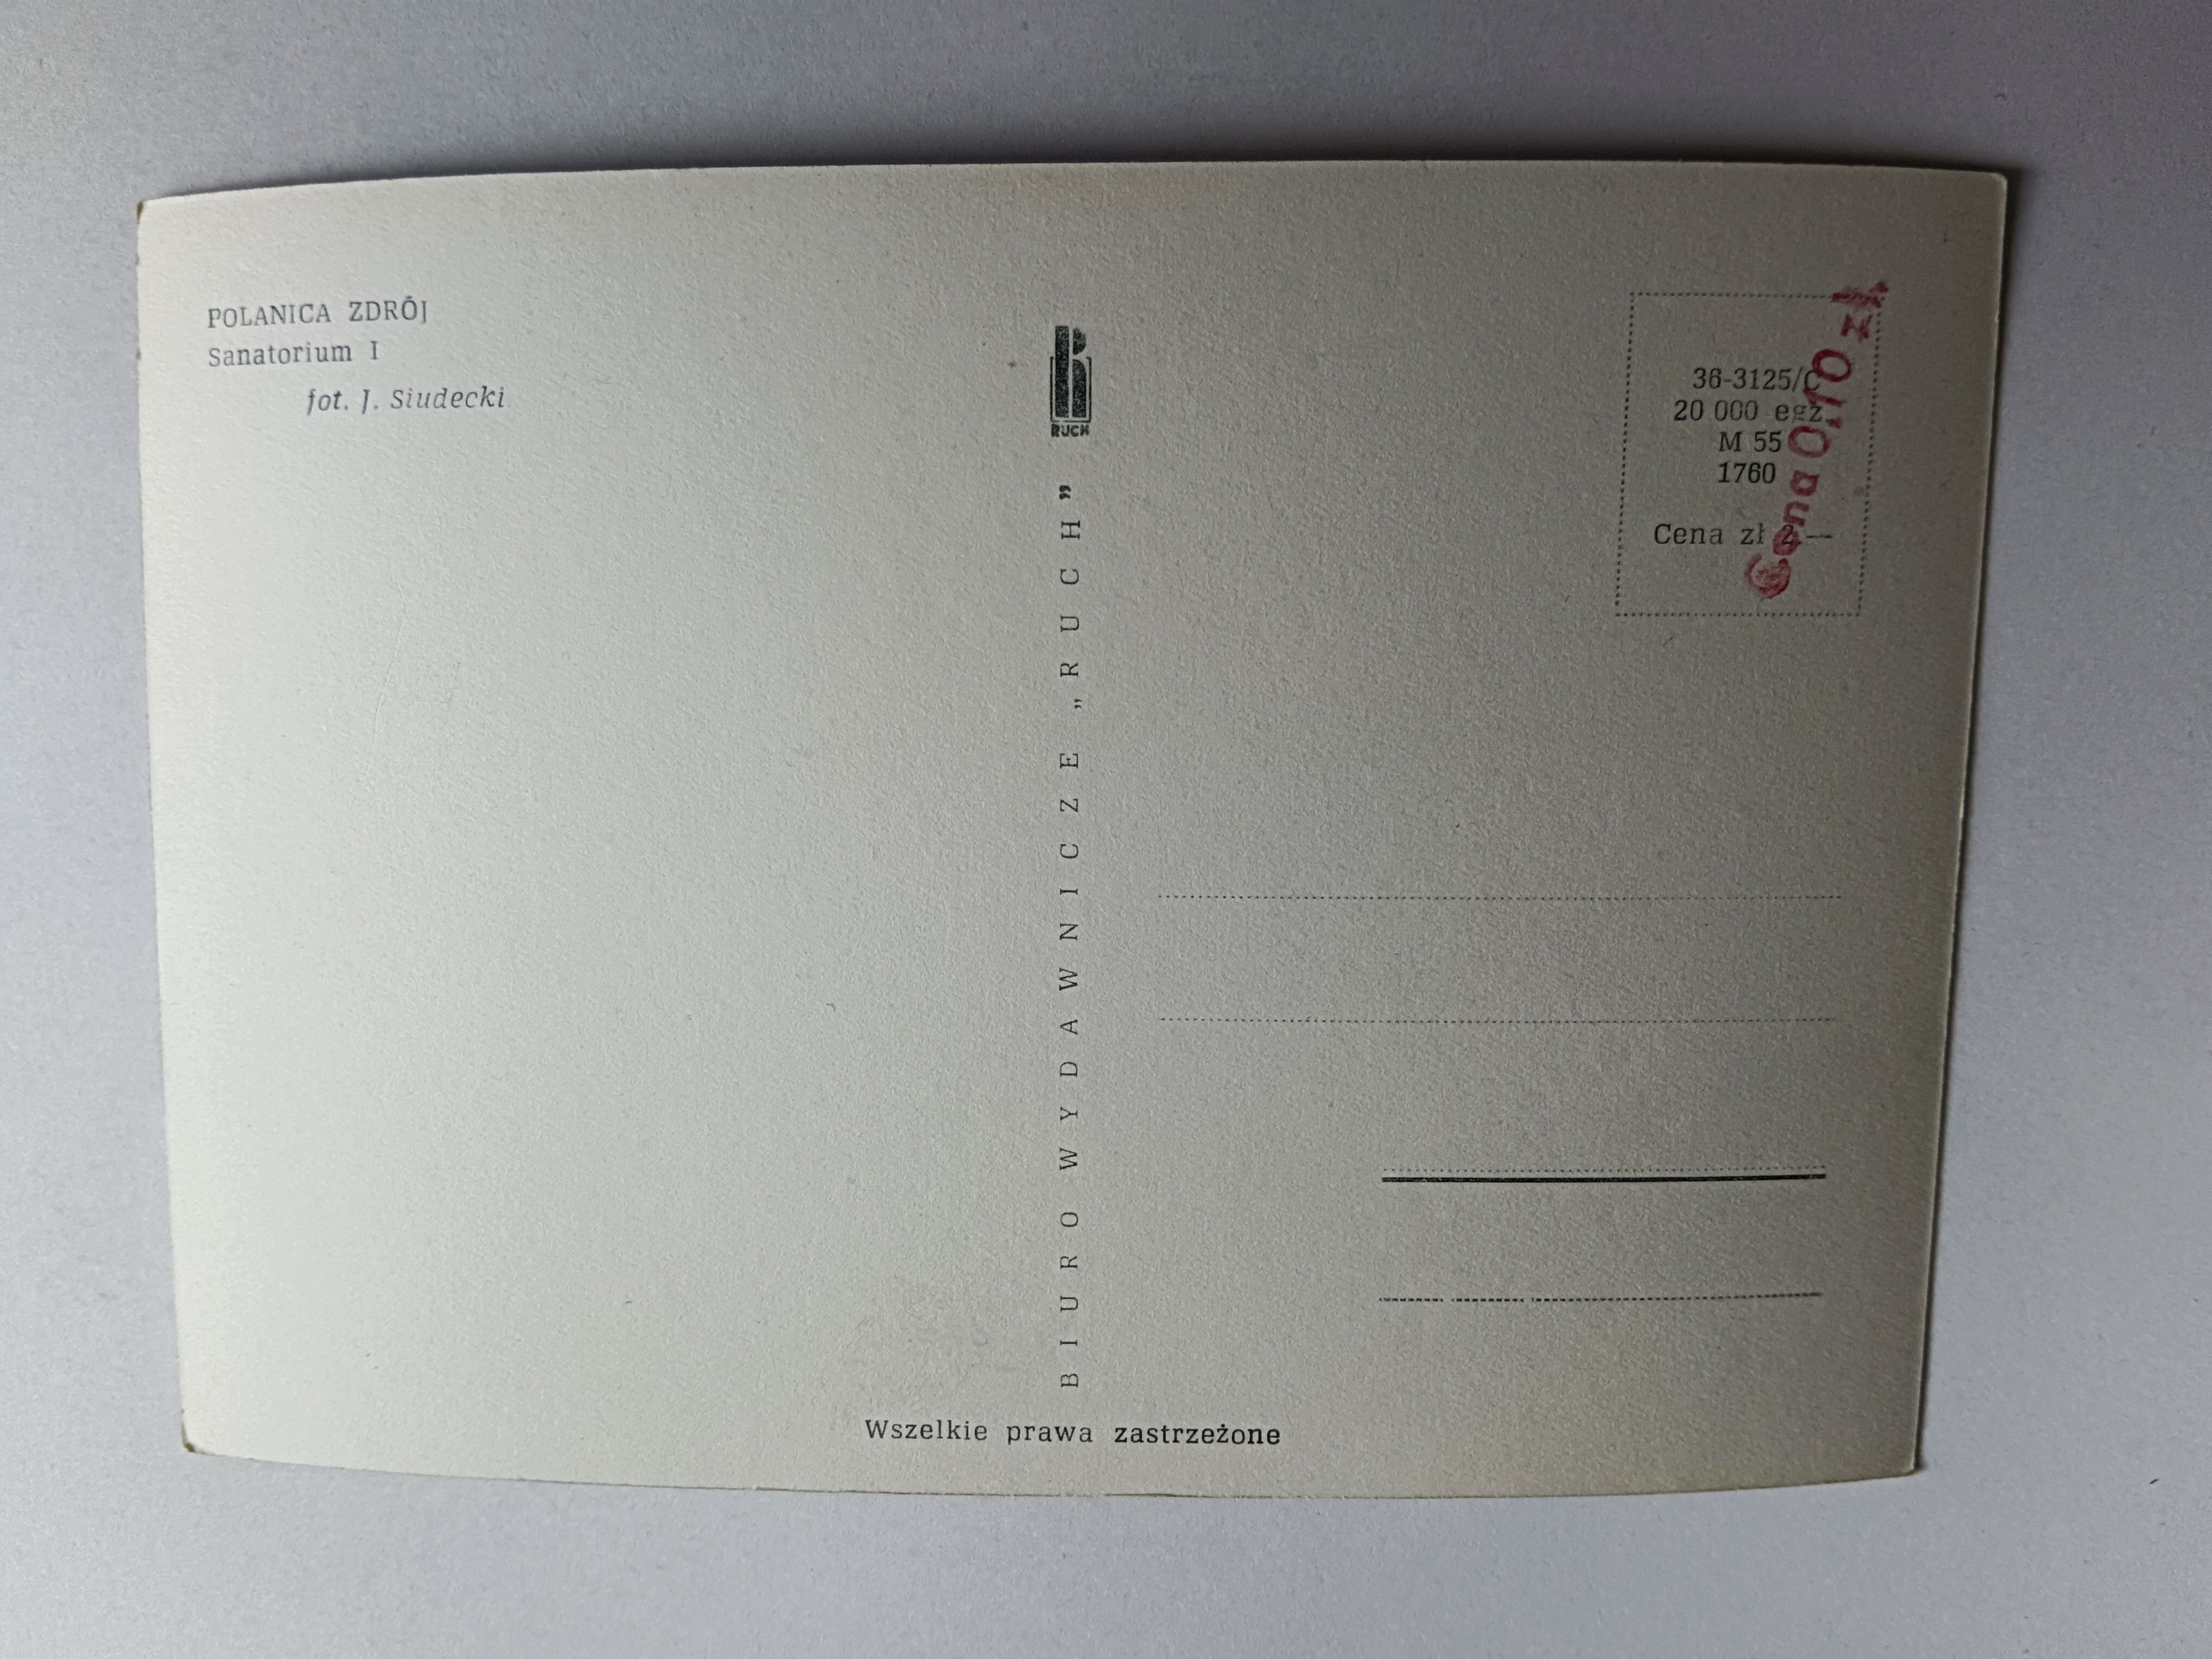 POLANICA ZDRÓJ
Sanatorium I
fot. J. Siudecki
RUCH
BIURO WYDAWNICZE „RUCH”
36-3125/C
20 000 egz.
M 55
1760
Cena zł 2.—
Cena 0,10 zł
Wszelkie prawa zastrzeżone